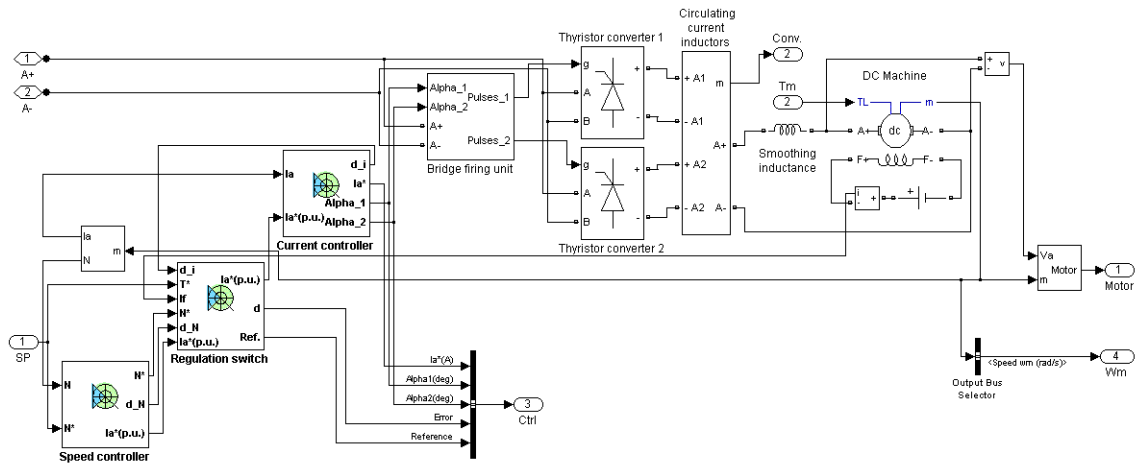 1
A+
2
A-
Alpha_1
Alpha_2
A+
A-
Pulses_1
Pulses_2
Bridge firing unit
Thyristor converter 1
g
A
B
+
-
g
A
B
+
-
Thyristor converter 2
Circulating
current
inductors
+ A1
- A1
+ A2
- A2
m
A+
A-
Conv.
2
Tm
2
Smoothing
inductance
DC Machine
TL
m
A+
dc
A-
F+
F-
i
+
-
+
+
-
v
Va
m
Motor
1
Motor
<Speed wm (rad/s)>
Output Bus
Selector
4
Wm
Ia
Ia*(p.u.)
d_i
Ia*
Alpha_1
Alpha_2
Current controller
Ia
N
m
d_i
T*
If
N*
d_N
Ia*(p.u.)
Ia*(p.u.)
d
Ref.
Regulation switch
1
SP
N
N*
N*
d_N
Ia*(p.u.)
Speed controller
Ia*(A)
Alpha1(deg)
Alpha2(deg)
Error
Reference
3
Ctrl